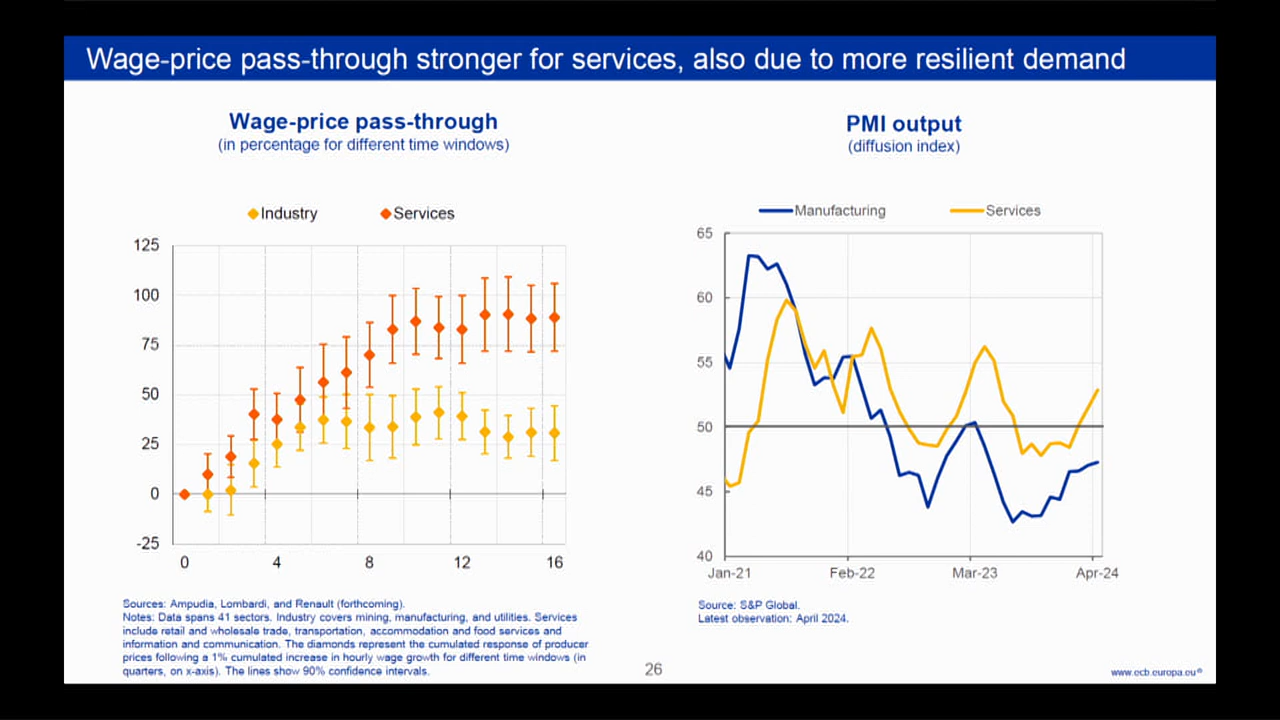 Wage-price pass-through stronger for services, also due to more resilient demand
Wage-price pass-through
(in percentage for different time windows)
Industry
Services
125
100
75
50
25
0
-25
0
4
8
12
16
Sources: Ampudia, Lombardi, and Renault (forthcoming).
Notes: Data spans 41 sectors. Industry covers mining, manufacturing, and utilities. Services
include retail and wholesale trade, transportation, accommodation and food services and
information and communication. The diamonds represent the cumulated response of producer
prices following a 1% cumulated increase in hourly wage growth for different time windows (in
quarters, on x-axis). The lines show 90% confidence intervals.
PMI output
(diffusion index)
Manufacturing
Services
65
60
55
50
45
40
Jan-21
Feb-22
Mar-23
Apr-24
Source: S&P Global.
Latest observation: April 2024.
26
www.ecb.europa.eu®